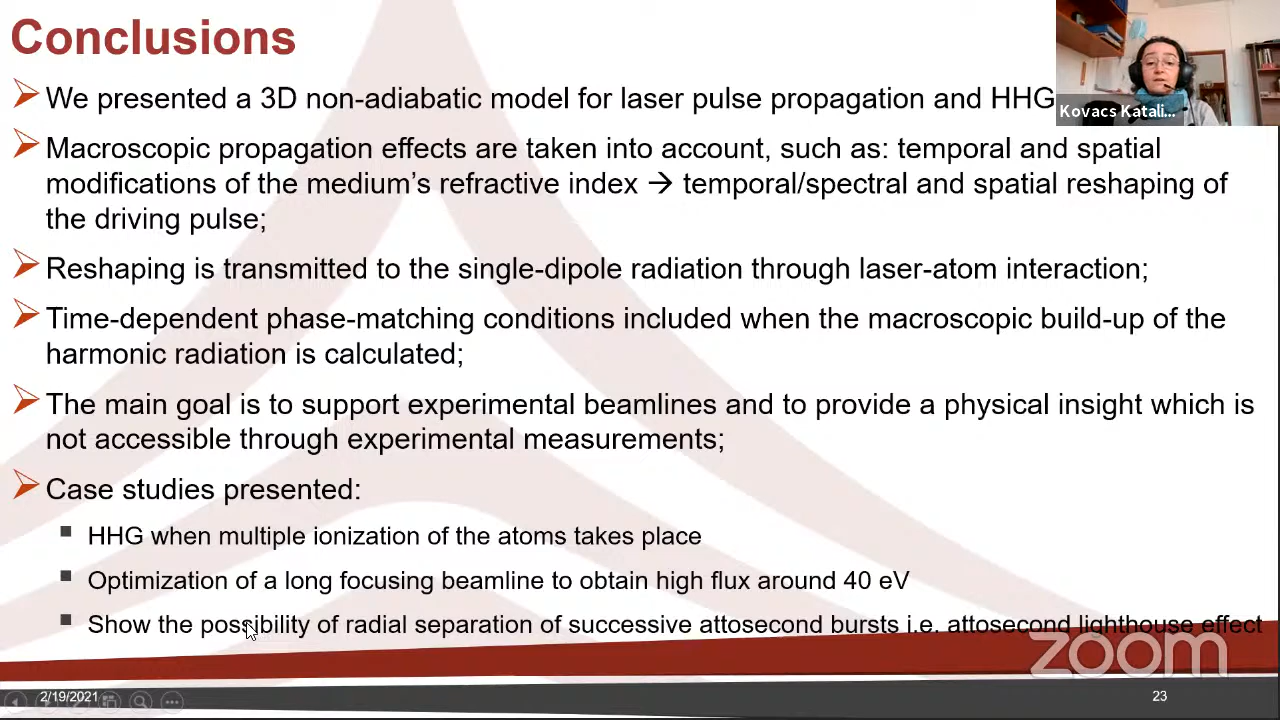 Conclusions
We presented a 3D non-adiabatic model for laser pulse propagation and HHG
Kovacs Katali...
Macroscopic propagation effects are taken into account, such as: temporal and spatial
modifications of the medium’s refractive index → temporal/spectral and spatial reshaping of
the driving pulse;
Reshaping is transmitted to the single-dipole radiation through laser-atom interaction;
Time-dependent phase-matching conditions included when the macroscopic build-up of the
harmonic radiation is calculated;
The main goal is to support experimental beamlines and to provide a physical insight which is
not accessible through experimental measurements;
Case studies presented:
HHG when multiple ionization of the atoms takes place
Optimization of a long focusing beamline to obtain high flux around 40 eV
Show the possibility of radial separation of successive attosecond bursts i.e. attosecond lighthouse effect
zoom
2/19/2021
23